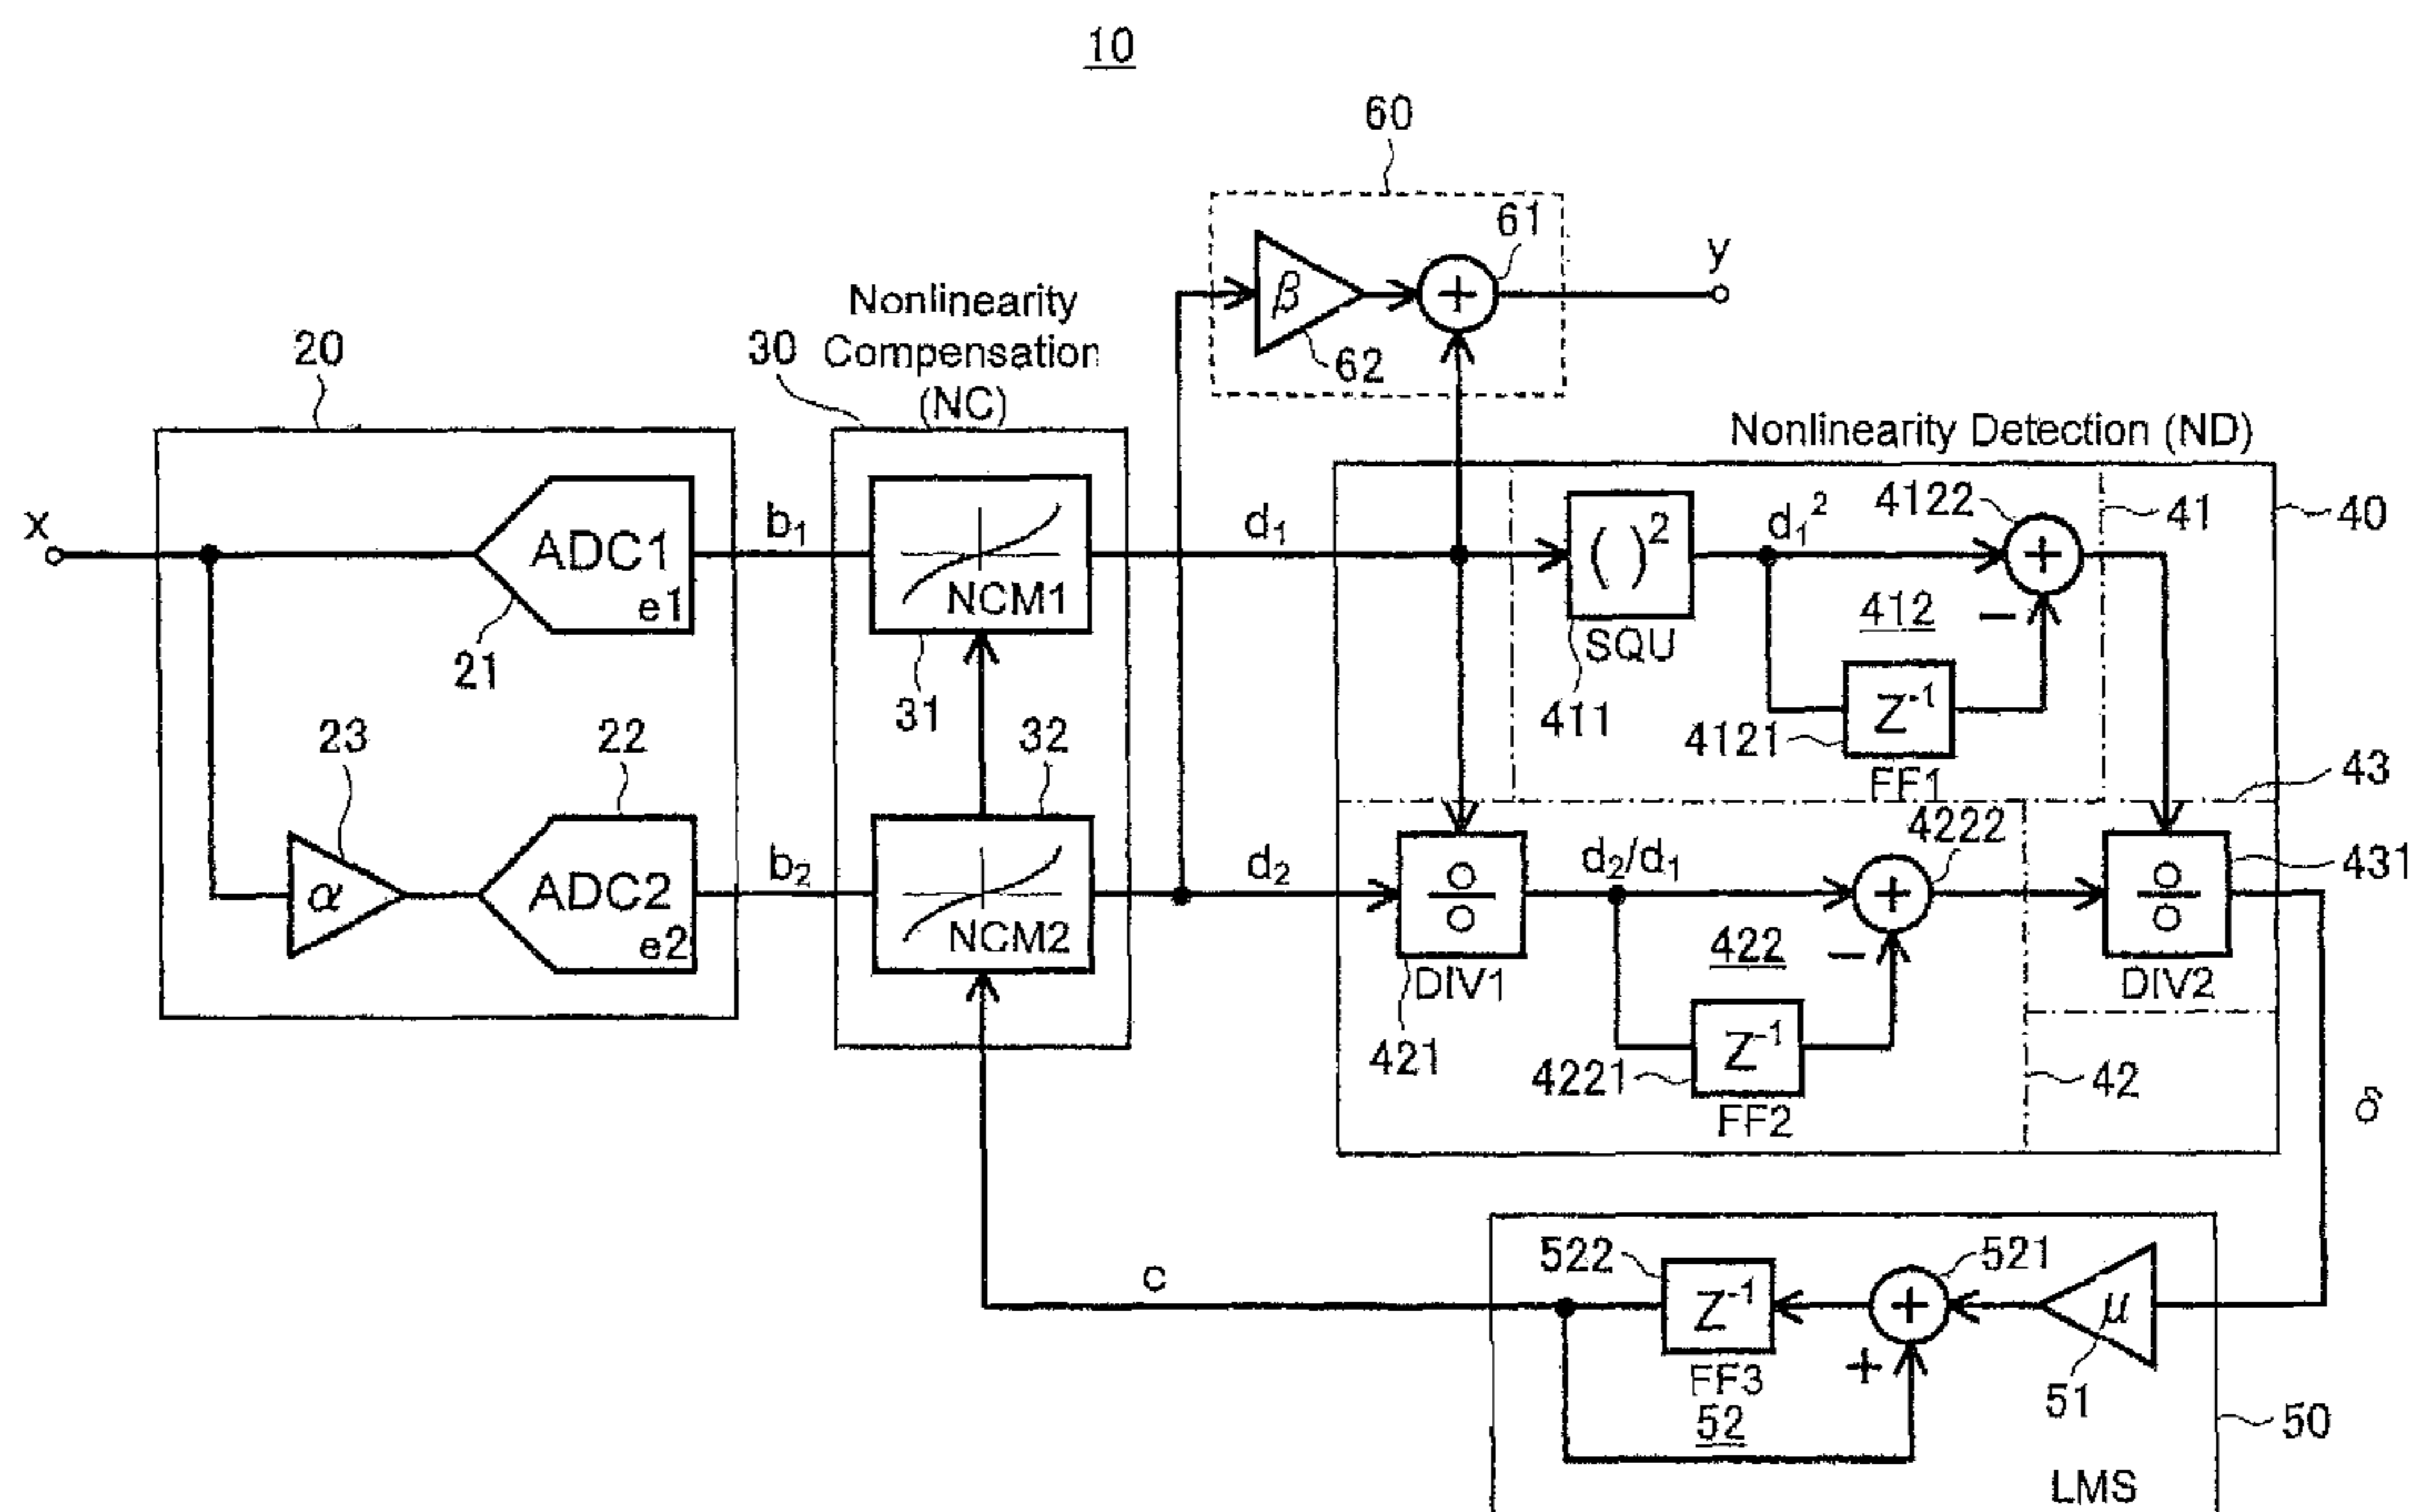 10
60
61
y
β
62
Nonlinearity
Compensation
(NC)
20
30
Nonlinearity Detection (ND)
x
ADC1
e1
21
b₁
NCM1
31
d₁
( )²
SQU
411
d₁²
4122
+
41
40
412
−
Z⁻¹
4121
FF1
43
23
α
22
ADC2
e2
b₂
32
NCM2
d₂
÷
DIV1
421
d₂/d₁
4222
+
422
−
Z⁻¹
4221
FF2
÷
431
DIV2
42
δ
c
522
Z⁻¹
FF3
52
521
+
+
μ
51
50
LMS
+